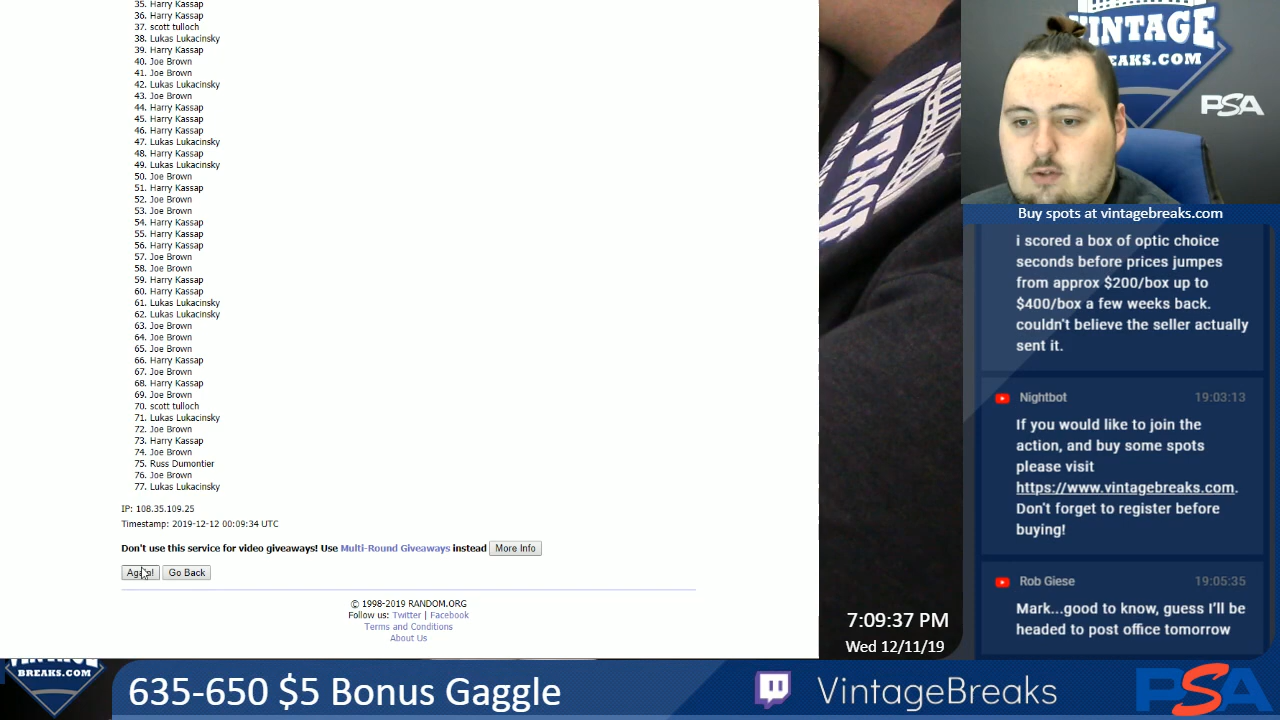 35. Harry Kassap
36. Harry Kassap
37. scott tulloch
38. Lukas Lukacinsky
39. Harry Kassap
40. Joe Brown
41. Joe Brown
42. Lukas Lukacinsky
43. Joe Brown
44. Harry Kassap
45. Harry Kassap
46. Harry Kassap
47. Lukas Lukacinsky
48. Harry Kassap
49. Lukas Lukacinsky
50. Joe Brown
51. Harry Kassap
52. Joe Brown
53. Joe Brown
54. Harry Kassap
55. Harry Kassap
56. Harry Kassap
57. Joe Brown
58. Joe Brown
59. Harry Kassap
60. Harry Kassap
61. Lukas Lukacinsky
62. Lukas Lukacinsky
63. Joe Brown
64. Joe Brown
65. Joe Brown
66. Harry Kassap
67. Joe Brown
68. Harry Kassap
69. Joe Brown
70. scott tulloch
71. Lukas Lukacinsky
72. Joe Brown
73. Harry Kassap
74. Joe Brown
75. Russ Dumontier
76. Joe Brown
77. Lukas Lukacinsky
IP: 108.35.109.25
Timestamp: 2019-12-12 00:09:34 UTC
Don't use this service for video giveaways! Use Multi-Round Giveaways instead More Info
Again! Go Back
© 1998-2019 RANDOM.ORG
Follow us: Twitter | Facebook
Terms and Conditions
About Us
VINTAGE
VINTAGE
BREAKS.COM
PSA
Buy spots at vintagebreaks.com
i scored a box of optic choice
seconds before prices jumpes
from approx $200/box up to
$400/box a few weeks back.
couldn't believe the seller actually
sent it.
Nightbot 19:03:13
If you would like to join the
action, and buy some spots
please visit
https://www.vintagebreaks.com.
Don't forget to register before
buying!
Rob Giese 19:05:35
Mark...good to know, guess I'll be
headed to post office tomorrow
7:09:37 PM
Wed 12/11/19
VINTAGE
BREAKS.COM
635-650 $5 Bonus Gaggle
VintageBreaks
PSA